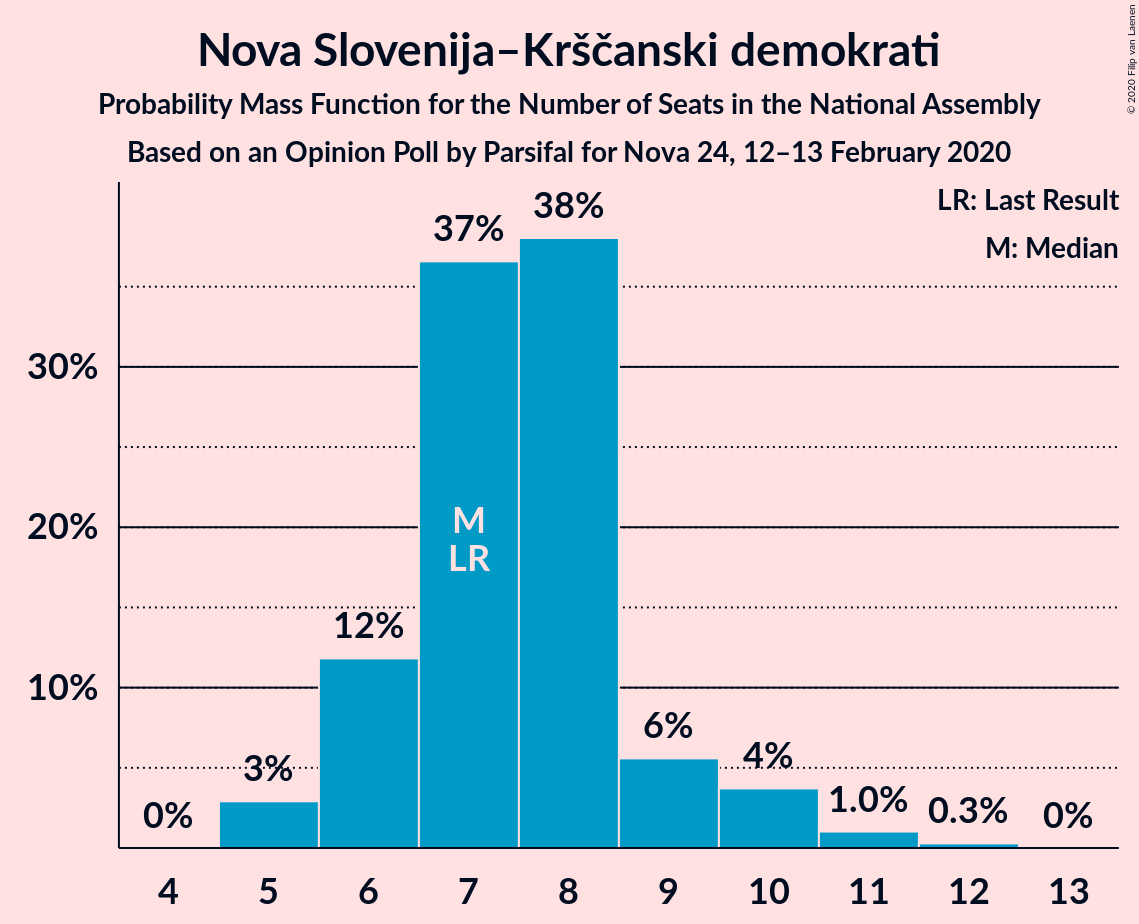 Nova Slovenija–Krščanski demokrati
Probability Mass Function for the Number of Seats in the National Assembly
Based on an Opinion Poll by Parsifal for Nova 24, 12–13 February 2020
© 2020 Filip van Laenen
LR: Last Result
M: Median
38%
37%
30%
M
20%
LR
12%
10%
6%
4%
3%
1.0%
0.3%
0%
0%
4 5 6 7 8 9 10 11 12 13